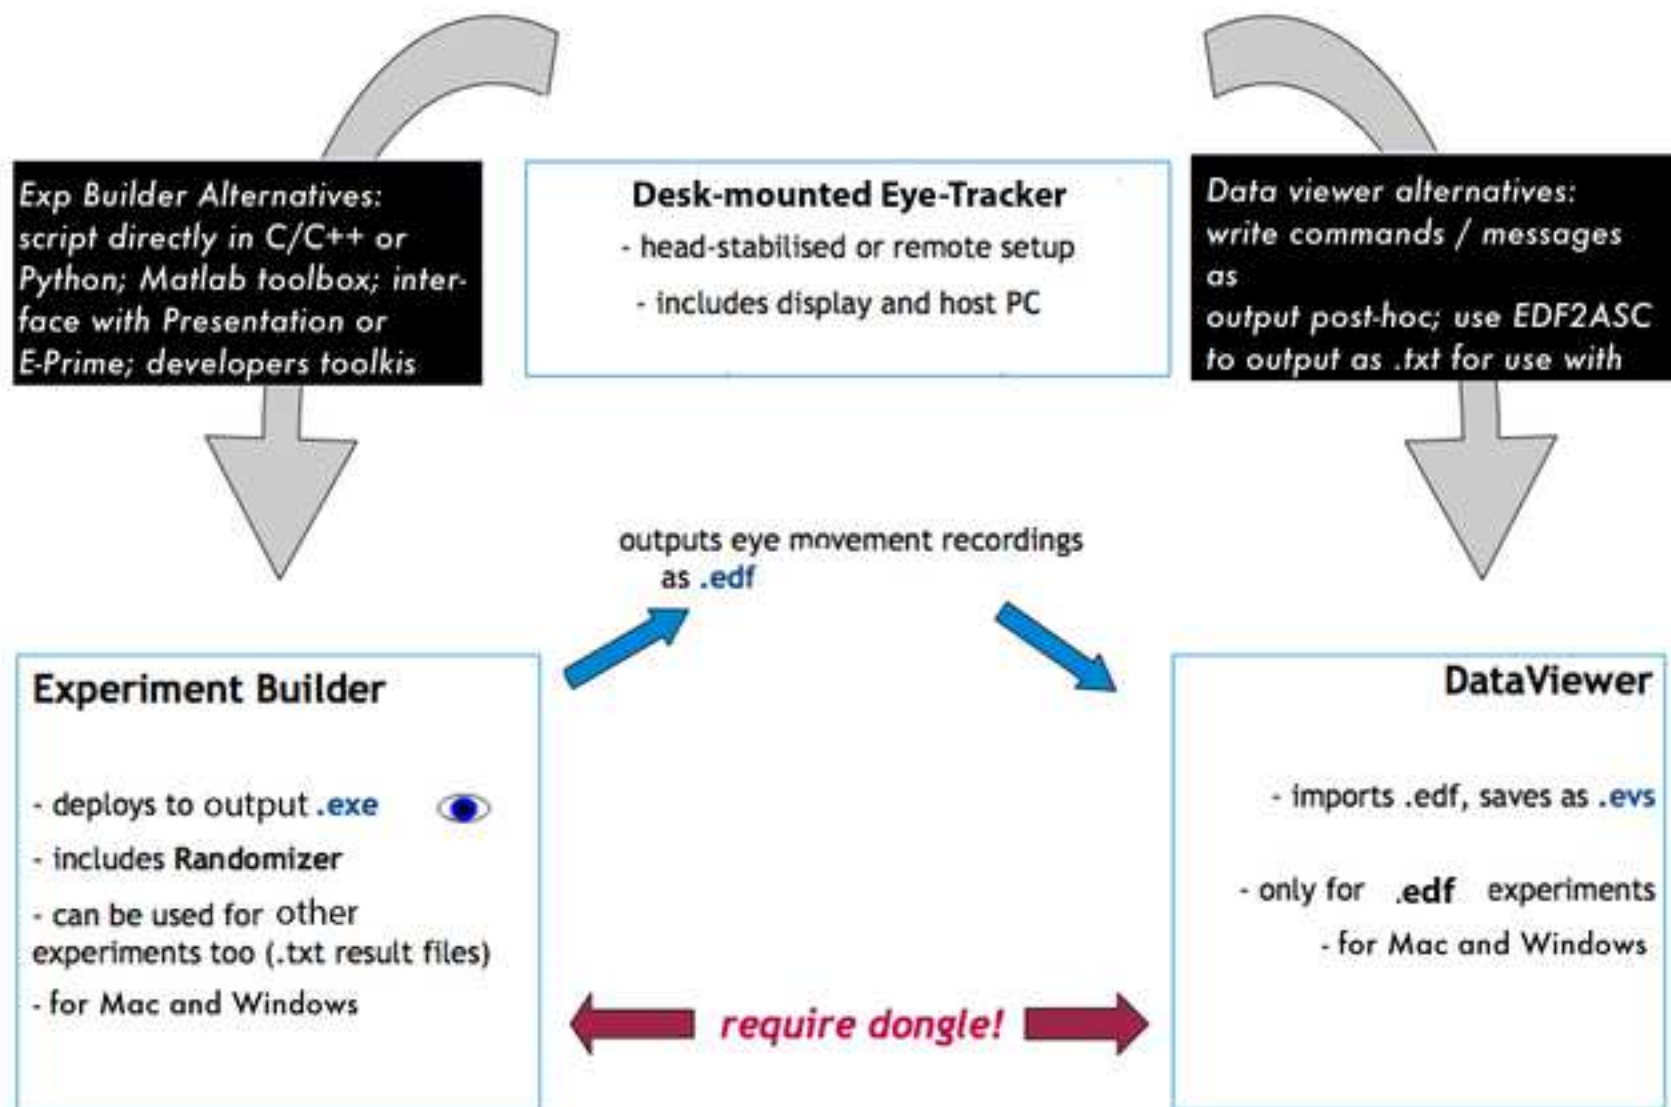 Exp Builder Alternatives:
script directly in C/C++ or
Python; Matlab toolbox; inter-
face with Presentation or
E-Prime; developers toolkis
Desk-mounted Eye-Tracker
- head-stabilised or remote setup
- includes display and host PC
Data viewer alternatives:
write commands / messages
as
output post-hoc; use EDF2ASC
to output as .txt for use with
outputs eye movement recordings
as .edf
Experiment Builder
- deploys to output .exe
- includes Randomizer
- can be used for other
experiments too (.txt result files)
- for Mac and Windows
DataViewer
- imports .edf, saves as .evs
- only for .edf experiments
- for Mac and Windows
require dongle!